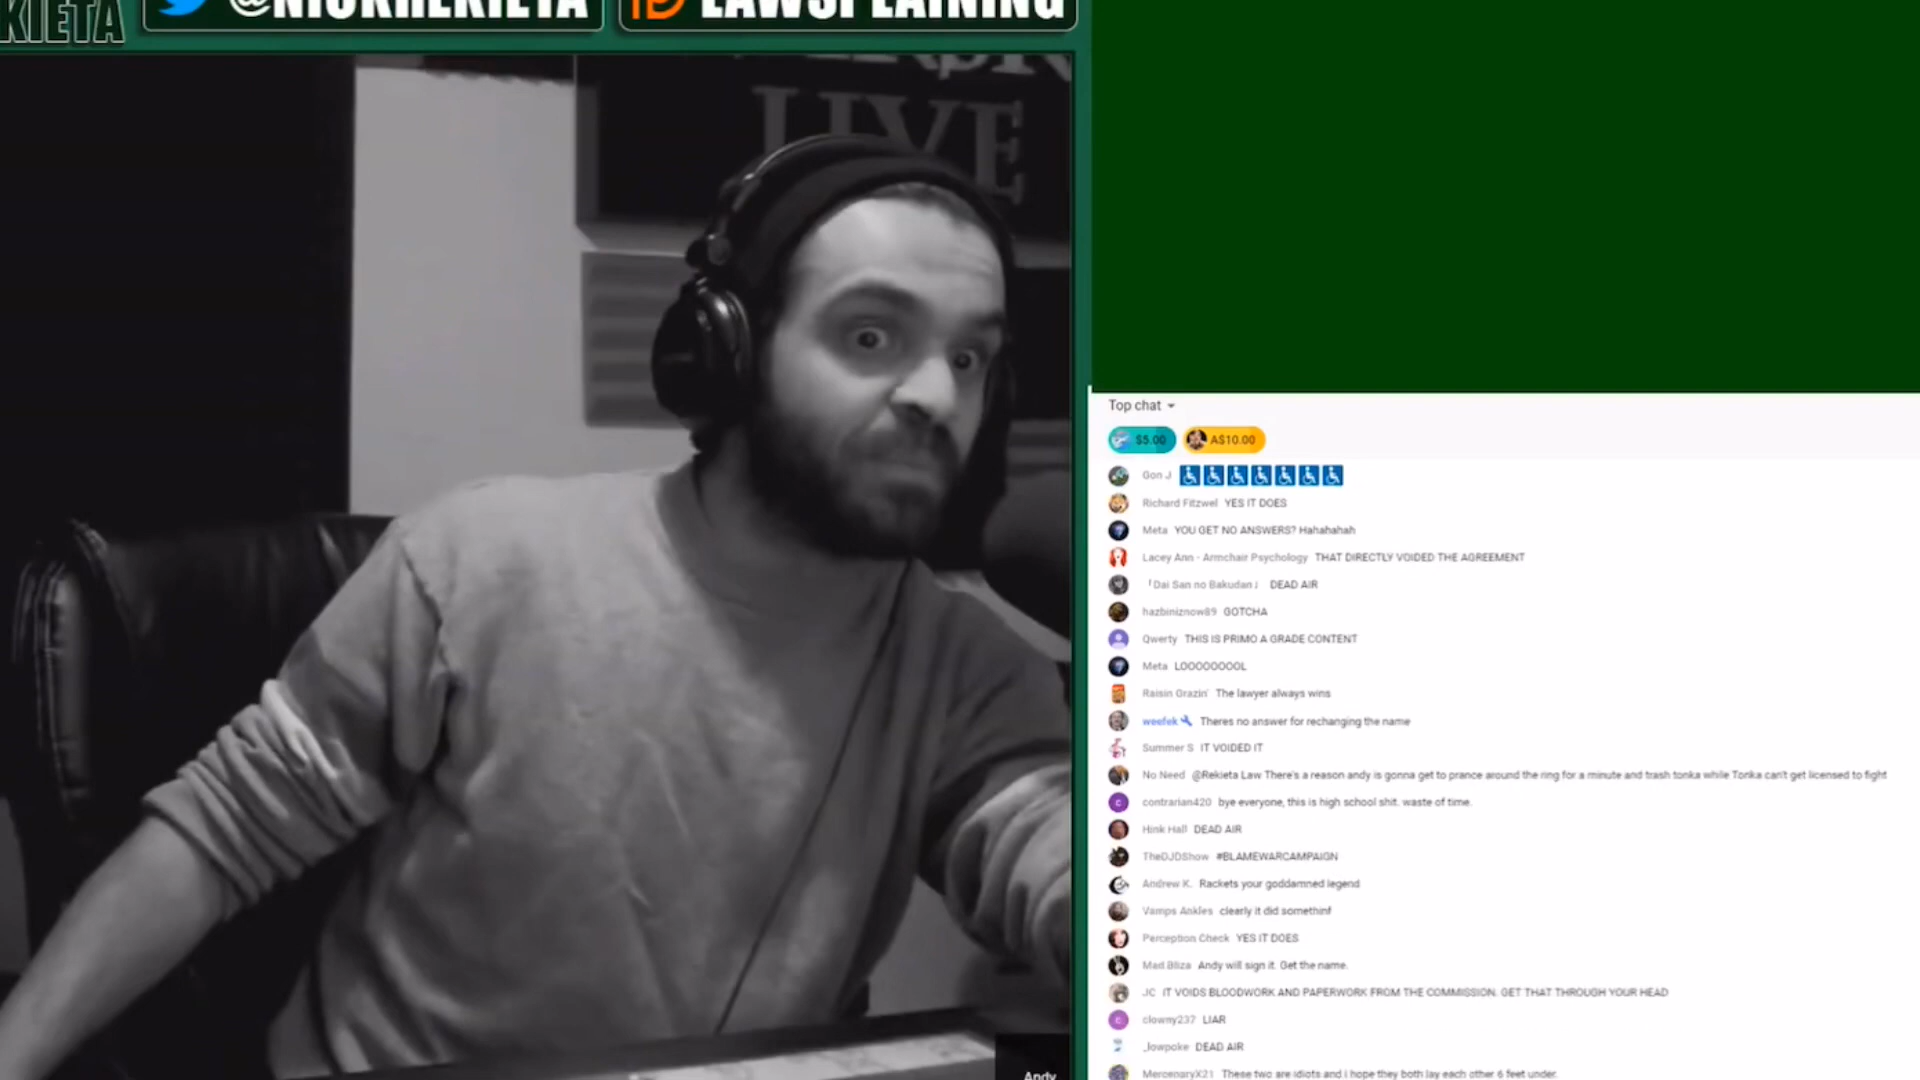 KIETA
@NICKREKIETA
LAWSPLAINING
LIVE
Andy
Top chat
$5.00
A$10.00
Gon J
Richard Fitzwel YES IT DOES
Meta YOU GET NO ANSWERS? Hahahahah
Lacey Ann - Armchair Psychology THAT DIRECTLY VOIDED THE AGREEMENT
「Dai San no Bakudan」 DEAD AIR
hazbiniznow89 GOTCHA
Qwerty THIS IS PRIMO A GRADE CONTENT
Meta LOOOOOOOOL
Raisin Grazin' The lawyer always wins
weefek Theres no answer for rechanging the name
Summer S IT VOIDED IT
No Need @Rekieta Law There's a reason andy is gonna get to prance around the ring for a minute and trash tonka while Tonka can't get licensed to fight
contrarian420 bye everyone, this is high school shit. waste of time.
Hink Hall DEAD AIR
TheDJDShow #BLAMEWARCAMPAIGN
Andrew K. Rackets your goddamned legend
Vamps Ankles clearly it did somethinf
Perception Check YES IT DOES
Mad Bliza Andy will sign it. Get the name.
JC IT VOIDS BLOODWORK AND PAPERWORK FROM THE COMMISSION. GET THAT THROUGH YOUR HEAD
clowny237 LIAR
_lowpoke DEAD AIR
MercenaryX21 These two are idiots and i hope they both lay each other 6 feet under.